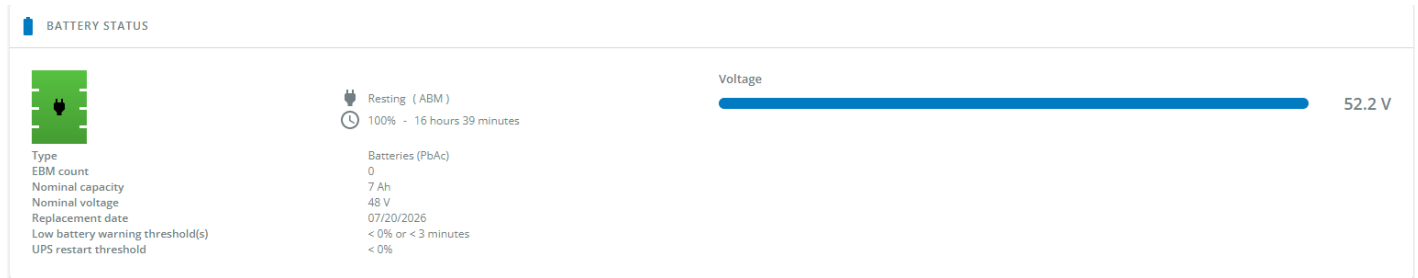 BATTERY STATUS
Resting ( ABM )
100% - 16 hours 39 minutes
Type Batteries (PbAc)
EBM count 0
Nominal capacity 7 Ah
Nominal voltage 48 V
Replacement date 07/20/2026
Low battery warning threshold(s) < 0% or < 3 minutes
UPS restart threshold < 0%
Voltage
52.2 V